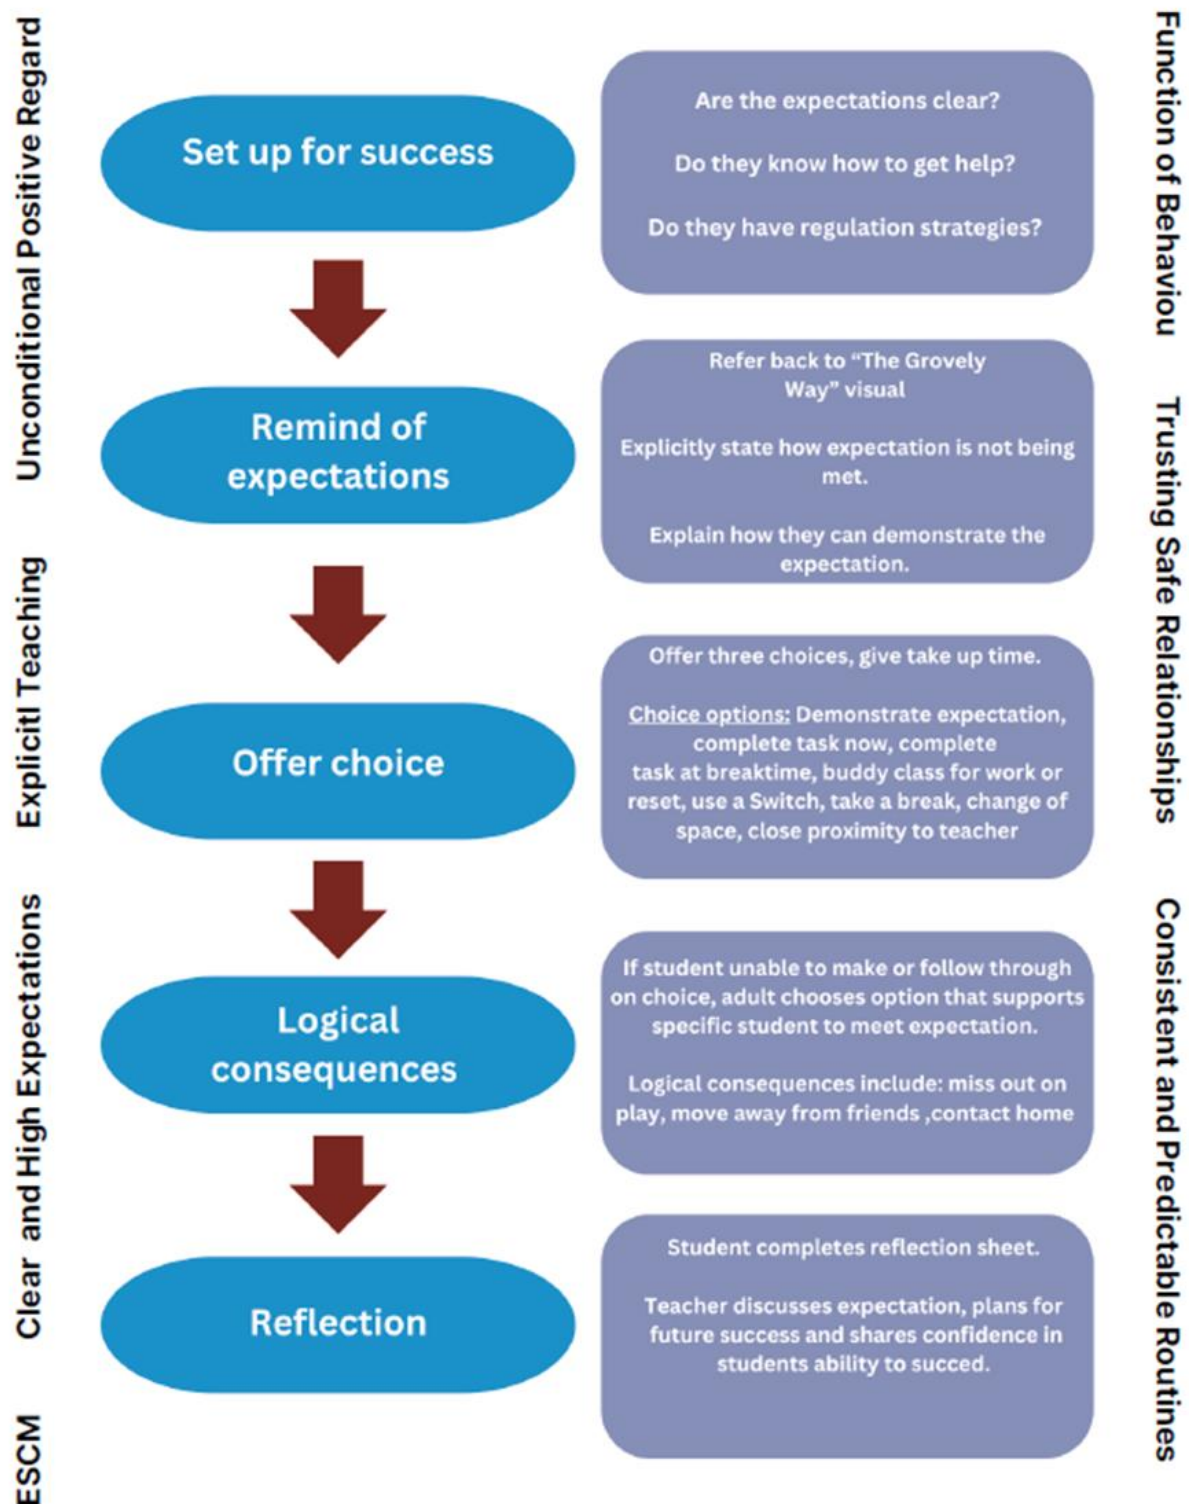 Unconditional Positive Regard
Explicitl Teaching
Clear and High Expectations
ESCM
Set up for success
Are the expectations clear?
Do they know how to get help?
Do they have regulation strategies?
Remind of
expectations
Refer back to “The Grovely
Way” visual
Explicitly state how expectation is not being
met.
Explain how they can demonstrate the
expectation.
Offer choice
Offer three choices, give take up time.
Choice options: Demonstrate expectation,
complete task now, complete
task at breaktime, buddy class for work or
reset, use a Switch, take a break, change of
space, close proximity to teacher
Logical
consequences
If student unable to make or follow through
on choice, adult chooses option that supports
specific student to meet expectation.
Logical consequences include: miss out on
play, move away from friends ,contact home
Reflection
Student completes reflection sheet.
Teacher discusses expectation, plans for
future success and shares confidence in
students ability to succed.
Function of Behaviou
Trusting Safe Relationships
Consistent and Predictable Routines